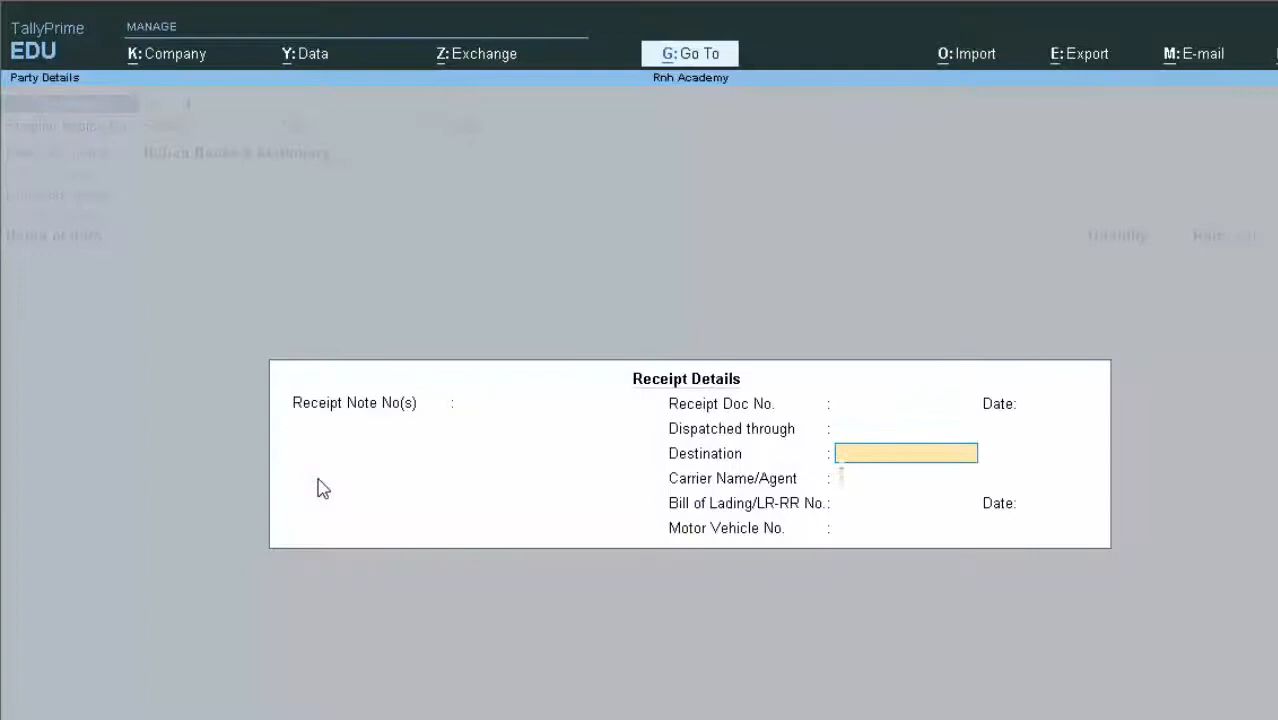 TallyPrime
MANAGE
EDU
K:Company
Y:Data
Z:Exchange
G:Go To
O:Import
E:Export
M:E-mail
Party Details
Rnh Academy
Quantity
Receipt Details
Receipt Note No(s) :
Receipt Doc No. :
Date:
Dispatched through :
Destination :
Carrier Name/Agent :
Bill of Lading/LR-RR No.:
Date:
Motor Vehicle No. :